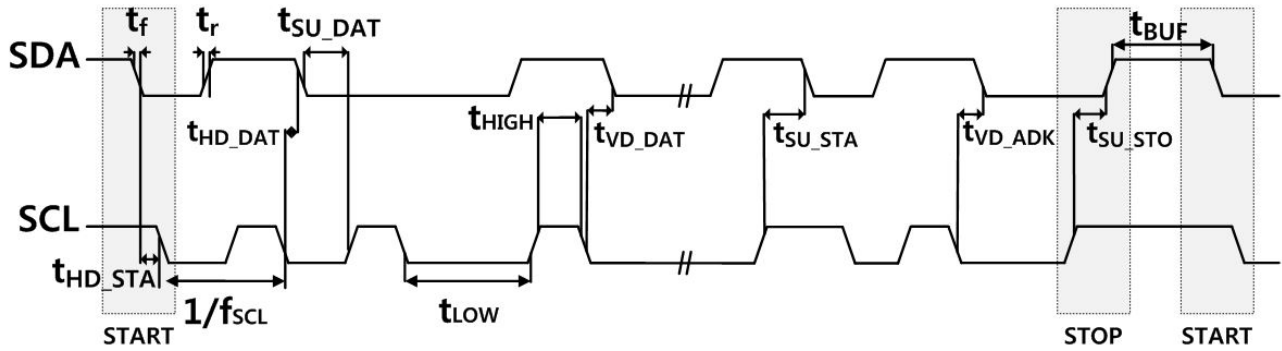 tf tr tSU_DAT tBUF
SDA
tHD_DAT tHIGH tVD_DAT tSU_STA tVD_ADK tSU_STO
SCL
tHD_STA
1/fSCL tLOW
START STOP START